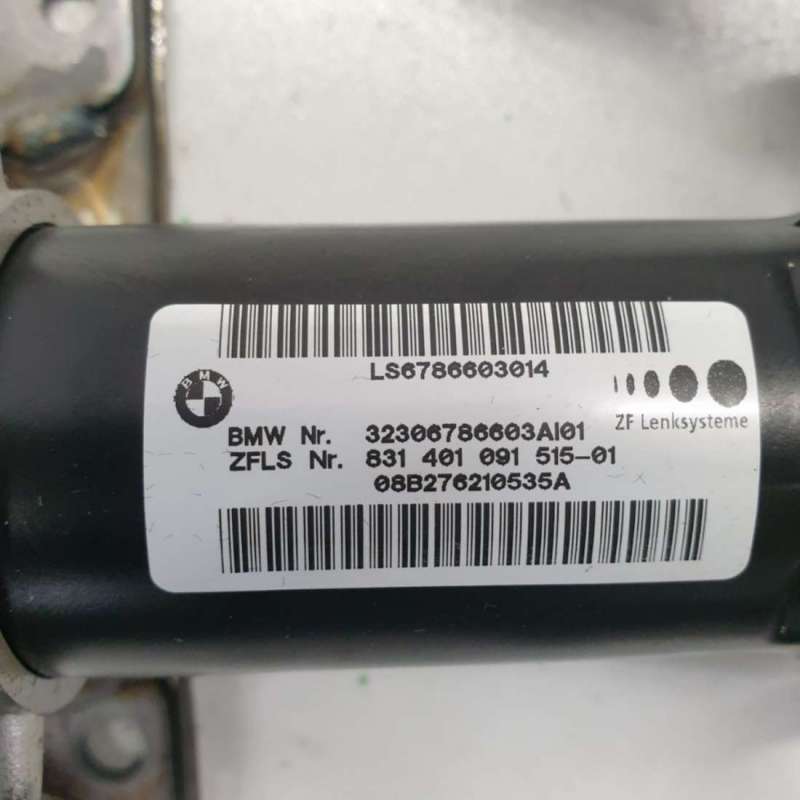 LS6786603014
BMW
ZF Lenksysteme
BMW Nr. 32306786603AI01
ZFLS Nr. 831 401 091 515-01
08B276210535A